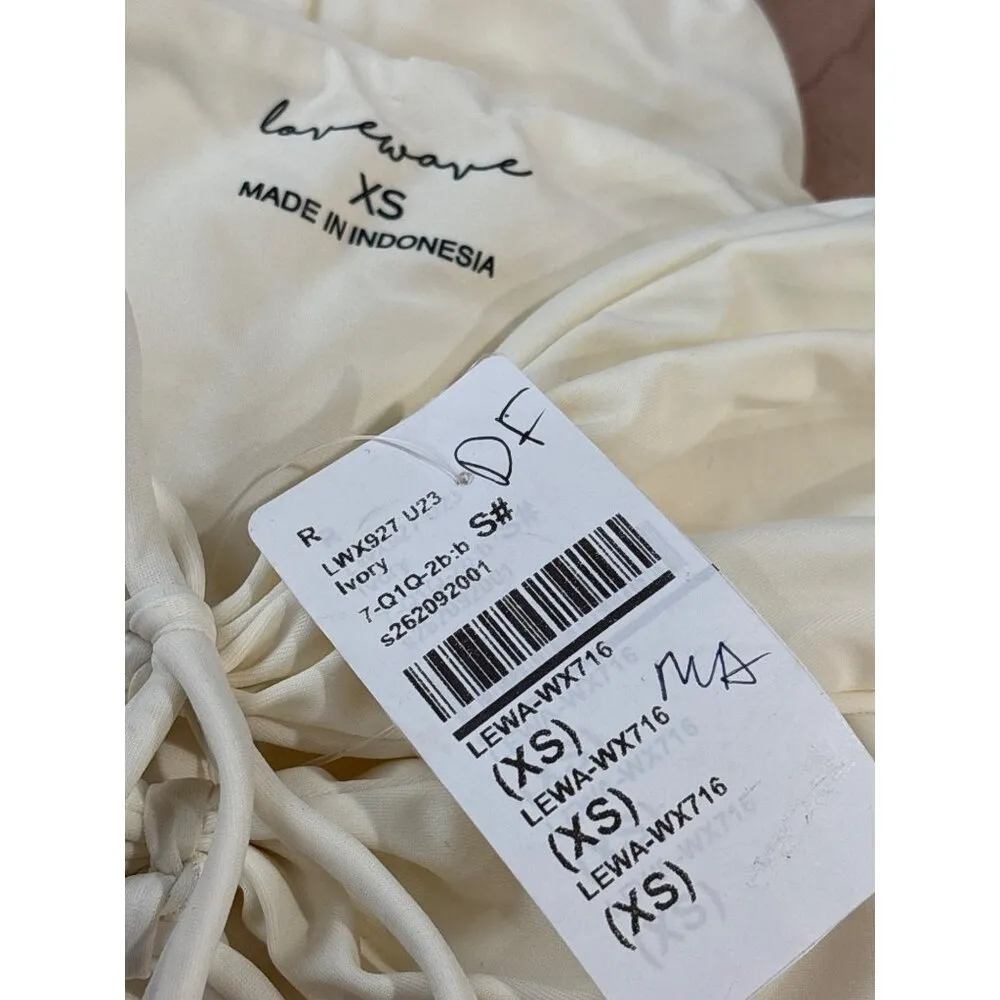 lovewave
XS
MADE IN INDONESIA
DF
R
LWX927 U23
Ivory
7-Q1Q-2b:b S#
s262092001
LEWA-WX716
MA
(XS)
LEWA-WX716
(XS)
LEWA-WX716
(XS)